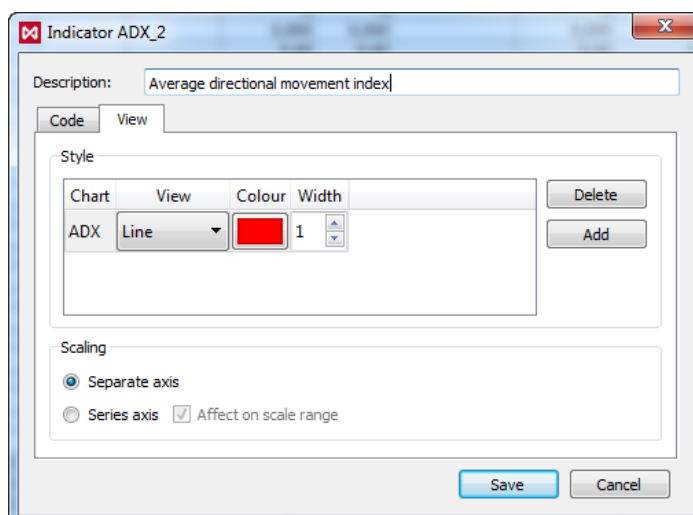 Indicator ADX_2
Description: Average directional movement index
Code View
Style
Chart View Colour Width
ADX Line 1
Delete
Add
Scaling
Separate axis
Series axis Affect on scale range
Save Cancel